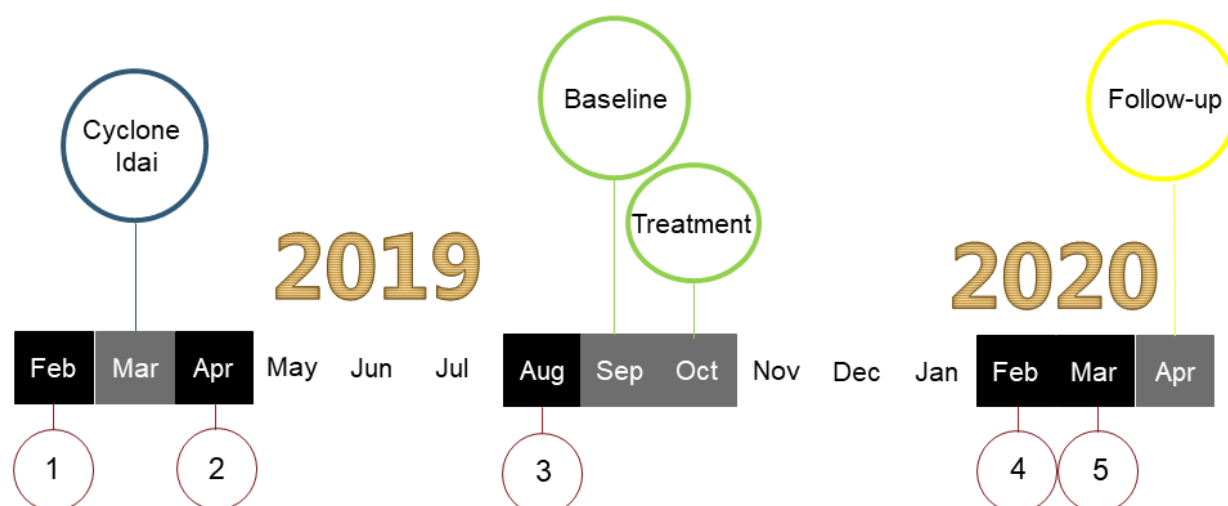 Cyclone
Idai
Baseline
Treatment
Follow-up
2019
2020
Feb Mar Apr May Jun Jul Aug Sep Oct Nov Dec Jan Feb Mar Apr
1 2 3 4 5